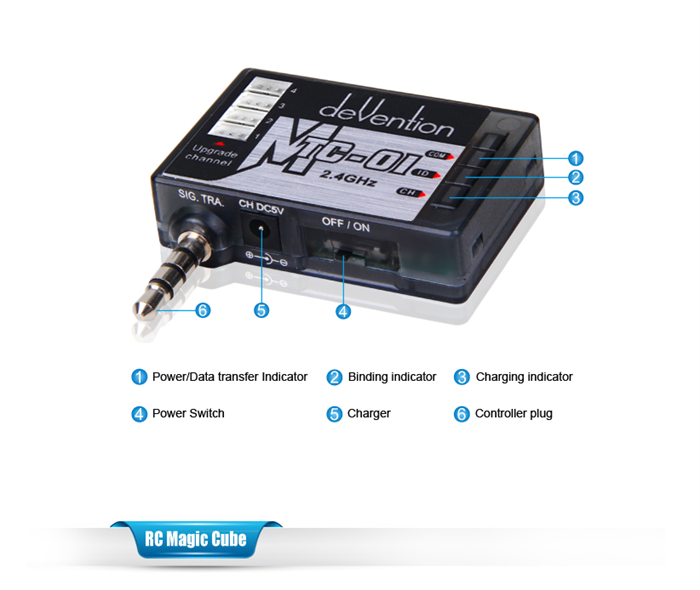 4
3
2
1
Upgrade
channel
deVention
MTC-01
2.4GHz
COM
ID
CH
SIG. TRA.
CH DC5V
OFF / ON
1
2
3
4
5
6
1 Power/Data transfer Indicator
2 Binding indicator
3 Charging indicator
4 Power Switch
5 Charger
6 Controller plug
RC Magic Cube